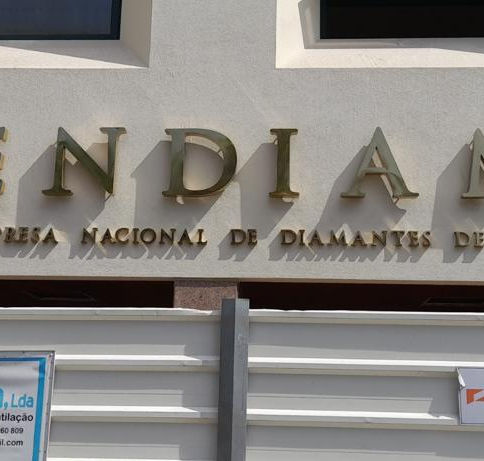 ENDIAM
PRESA NACIONAL DE DIAMANTES DE
, Lda
tilação
60 809
il.com